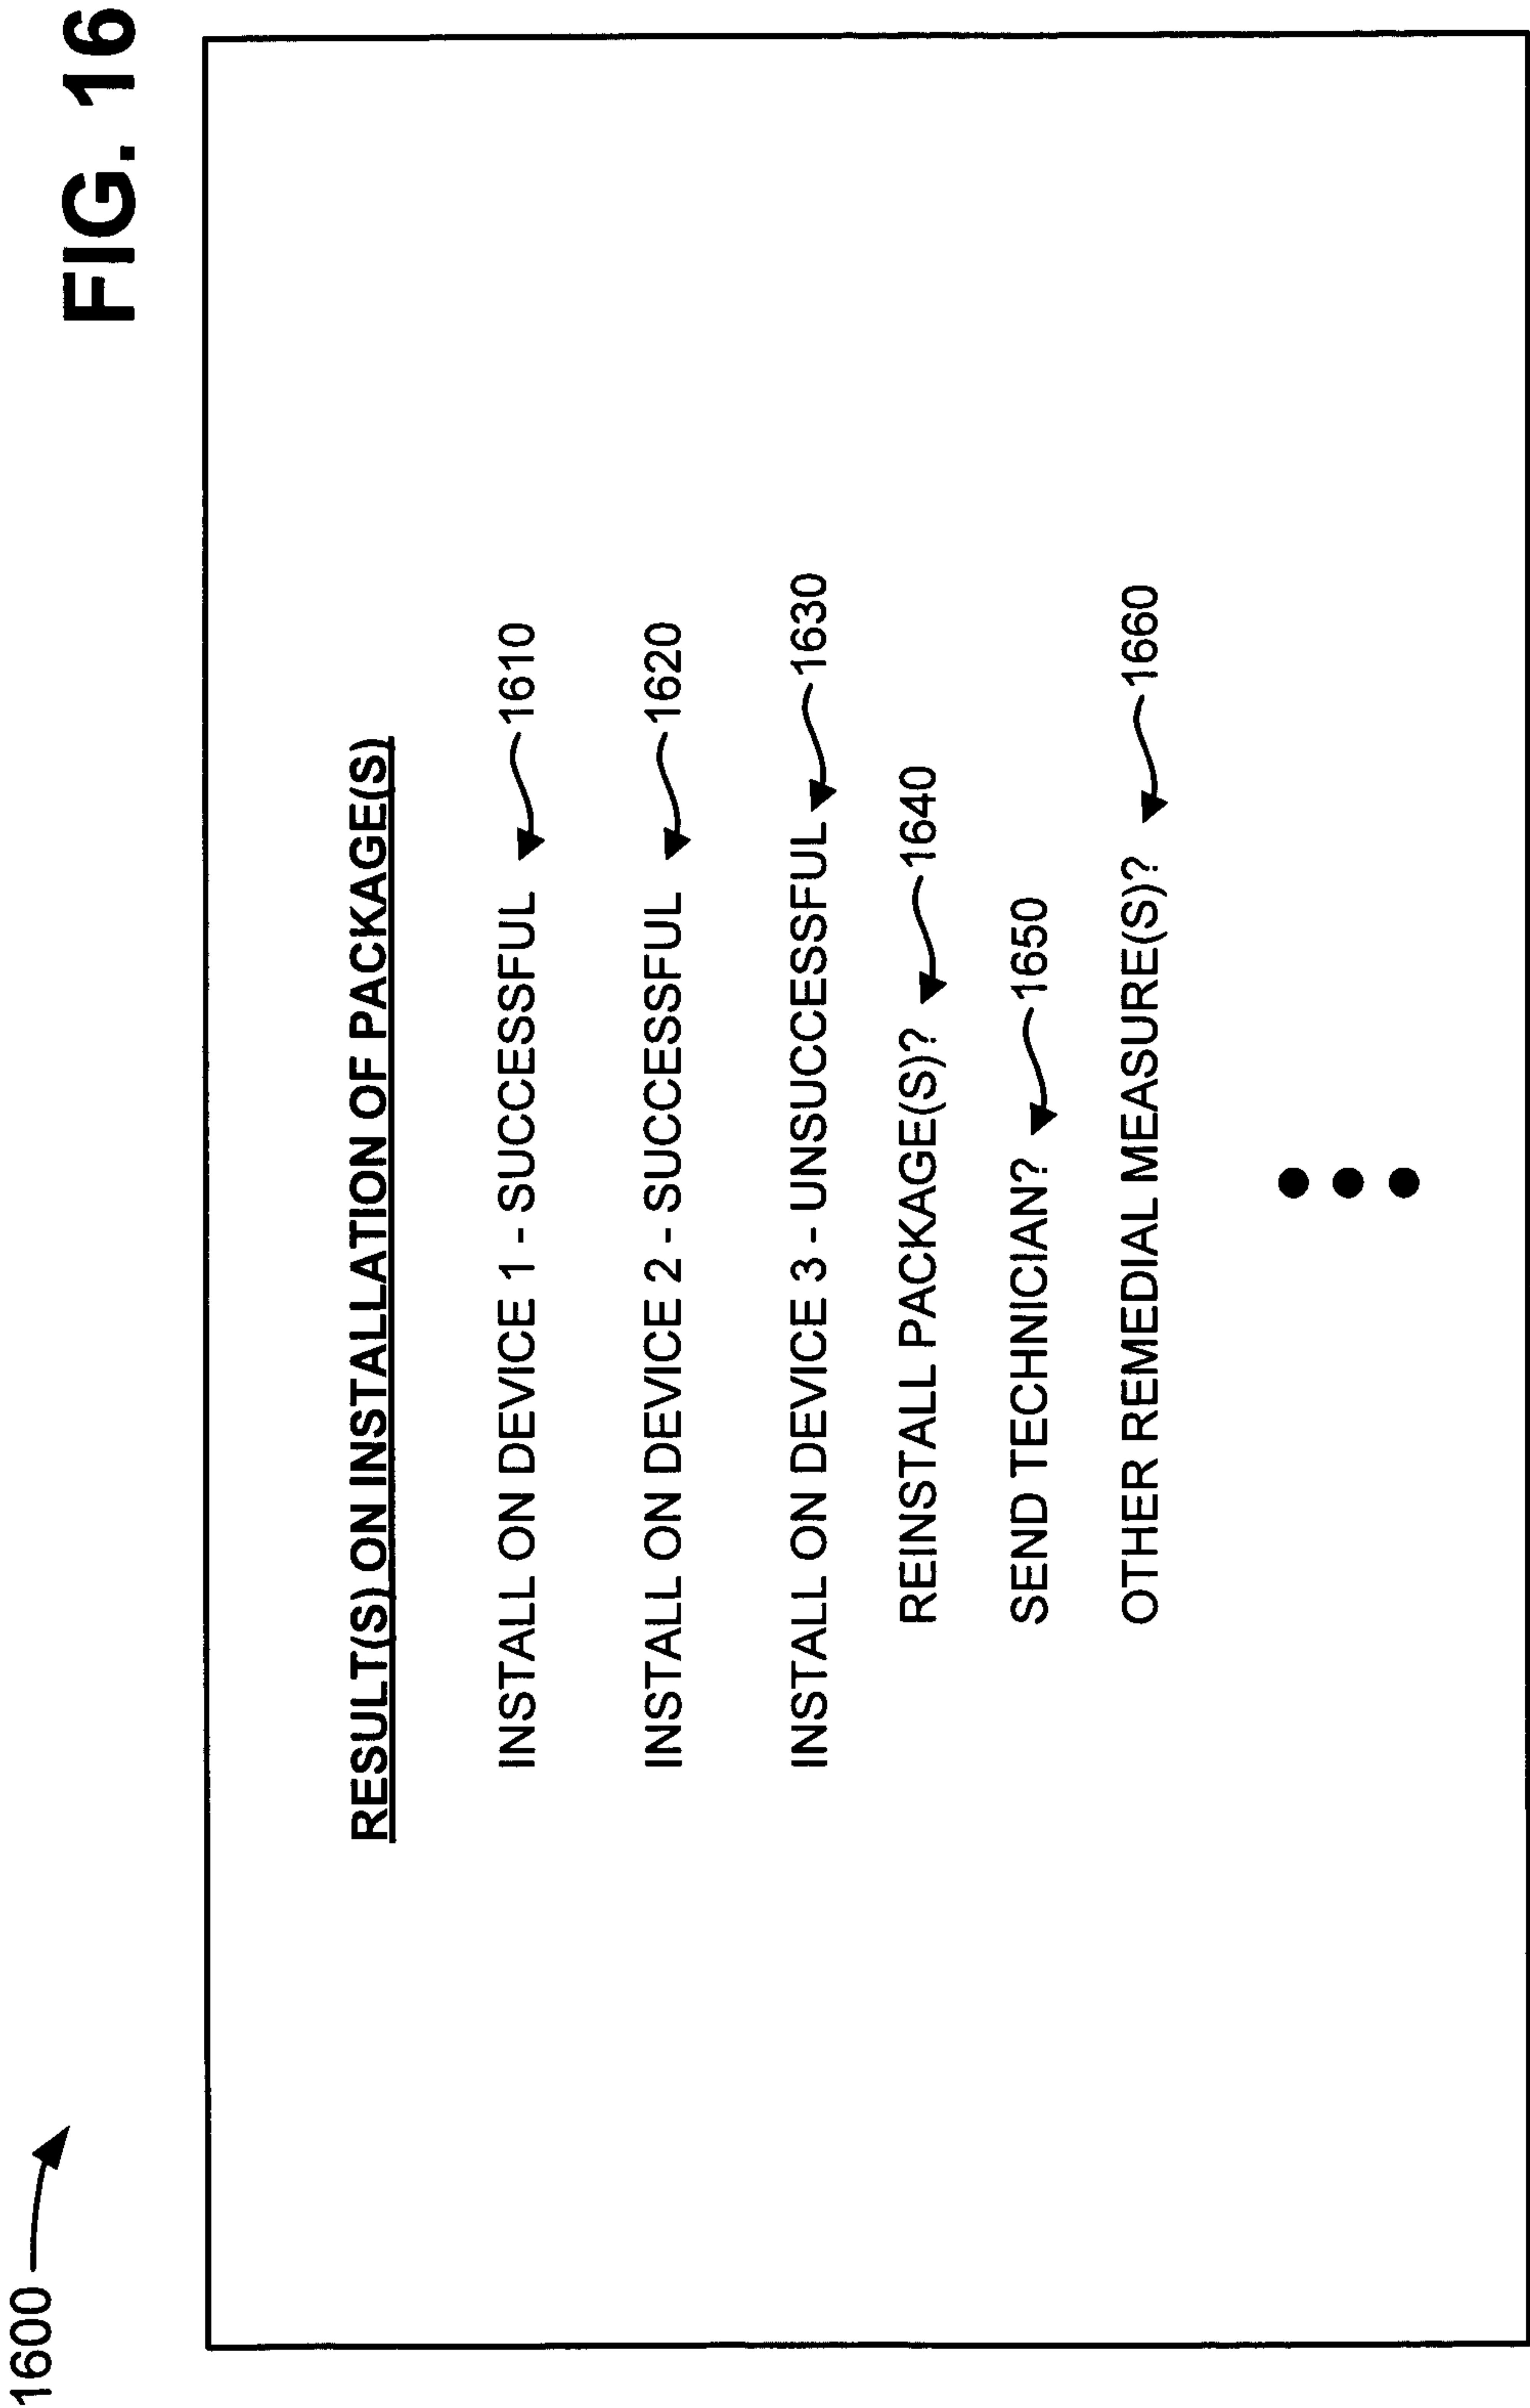 FIG. 16
1600
RESULT(S) ON INSTALLATION OF PACKAGE(S)
INSTALL ON DEVICE 1 - SUCCESSFUL 1610
INSTALL ON DEVICE 2 - SUCCESSFUL 1620
INSTALL ON DEVICE 3 - UNSUCCESSFUL 1630
REINSTALL PACKAGE(S)? 1640
SEND TECHNICIAN? 1650
OTHER REMEDIAL MEASURE(S)? 1660